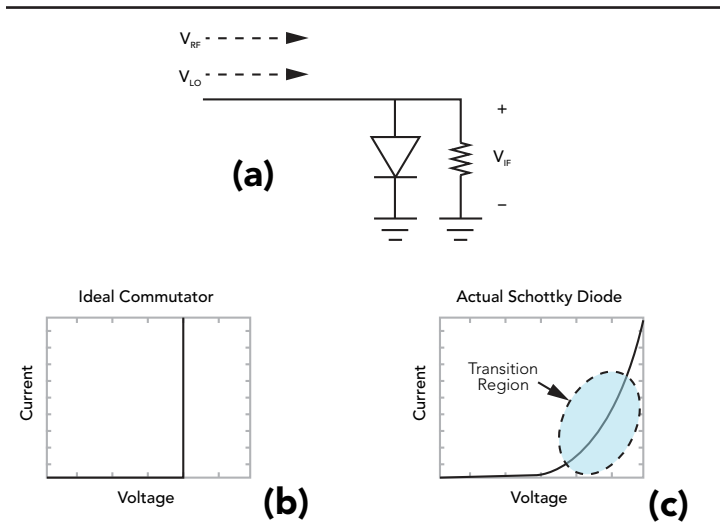 V_RF
V_LO
+
V_IF
−
(a)
Ideal Commutator
Current
Voltage
(b)
Actual Schottky Diode
Transition
Region
Current
Voltage
(c)